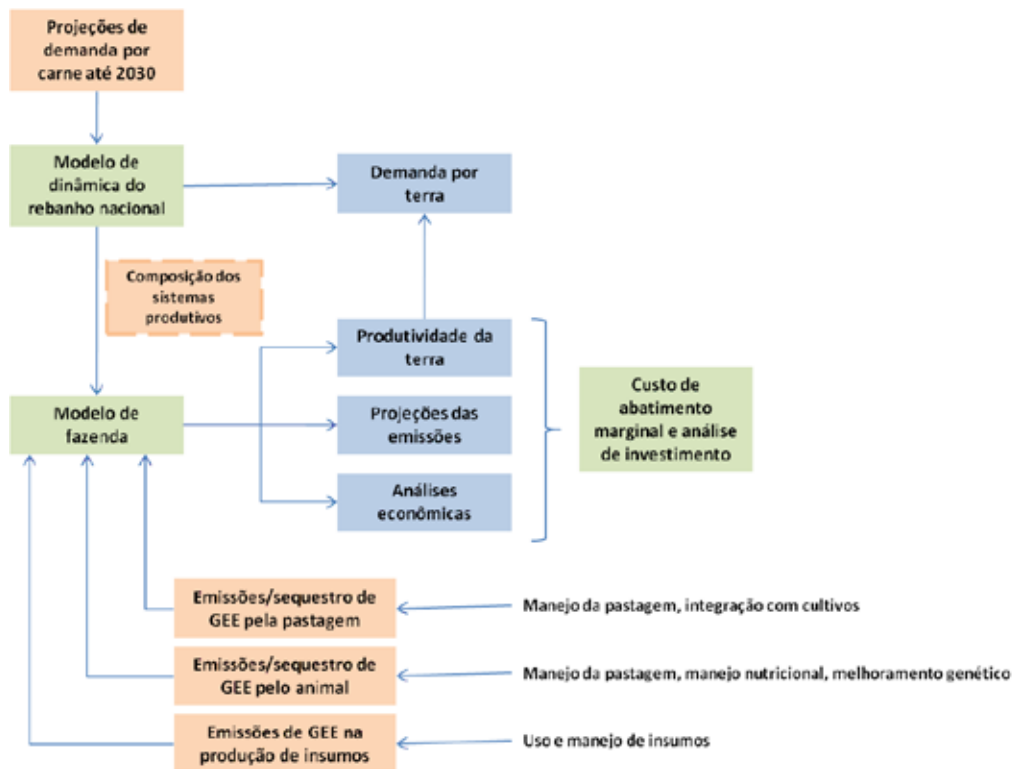 Projeções de
demanda por
carne até 2030
Modelo de
dinâmica do
rebanho nacional
Demanda por
terra
Composição dos
sistemas
produtivos
Produtividade da
terra
Modelo de
fazenda
Projeções das
emissões
Custo de
abatimento
marginal e análise
de investimento
Análises
econômicas
Emissões/sequestro de
GEE pela pastagem
Manejo da pastagem, integração com cultivos
Emissões/sequestro de
GEE pelo animal
Manejo da pastagem, manejo nutricional, melhoramento genético
Emissões de GEE na
produção de insumos
Uso e manejo de insumos